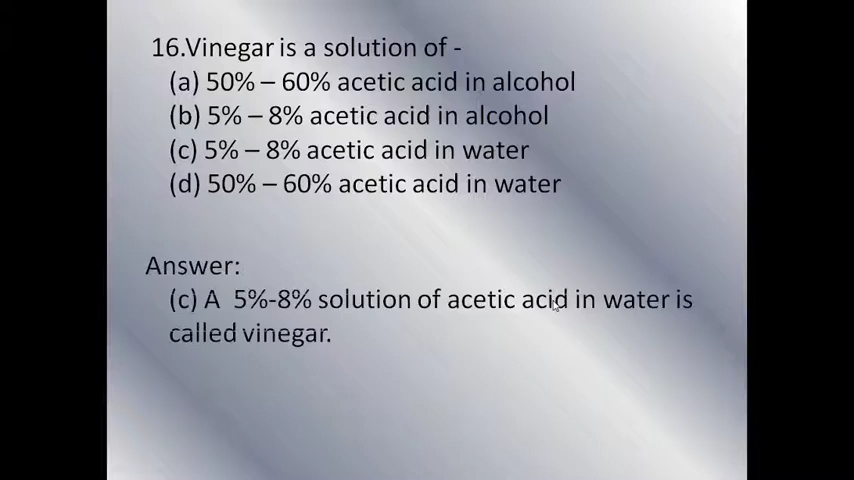 16.Vinegar is a solution of -
(a) 50% – 60% acetic acid in alcohol
(b) 5% – 8% acetic acid in alcohol
(c) 5% – 8% acetic acid in water
(d) 50% – 60% acetic acid in water
Answer:
(c) A  5%-8% solution of acetic acid in water is
called vinegar.